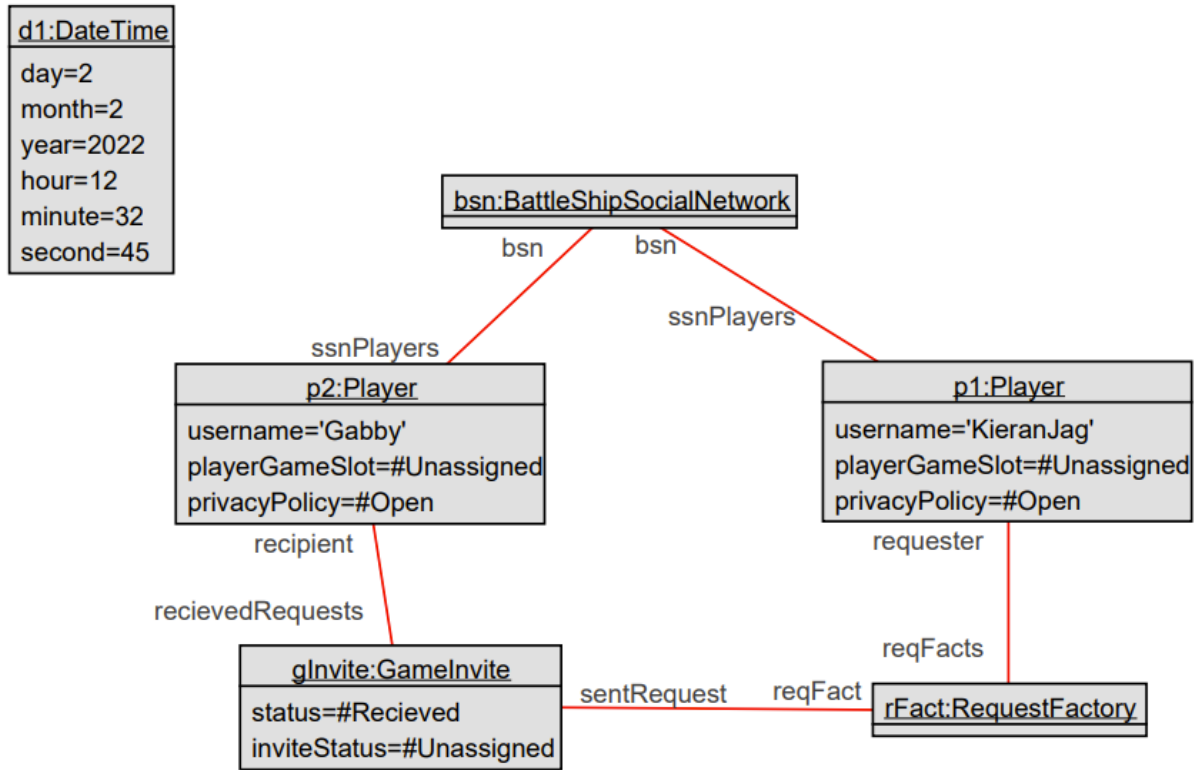 d1:DateTime
day=2
month=2
year=2022
hour=12
minute=32
second=45
bsn:BattleShipSocialNetwork
bsn
bsn
ssnPlayers
ssnPlayers
p2:Player
username='Gabby'
playerGameSlot=#Unassigned
privacyPolicy=#Open
p1:Player
username='KieranJag'
playerGameSlot=#Unassigned
privacyPolicy=#Open
recipient
requester
recievedRequests
reqFacts
gInvite:GameInvite
status=#Recieved
inviteStatus=#Unassigned
sentRequest
reqFact
rFact:RequestFactory